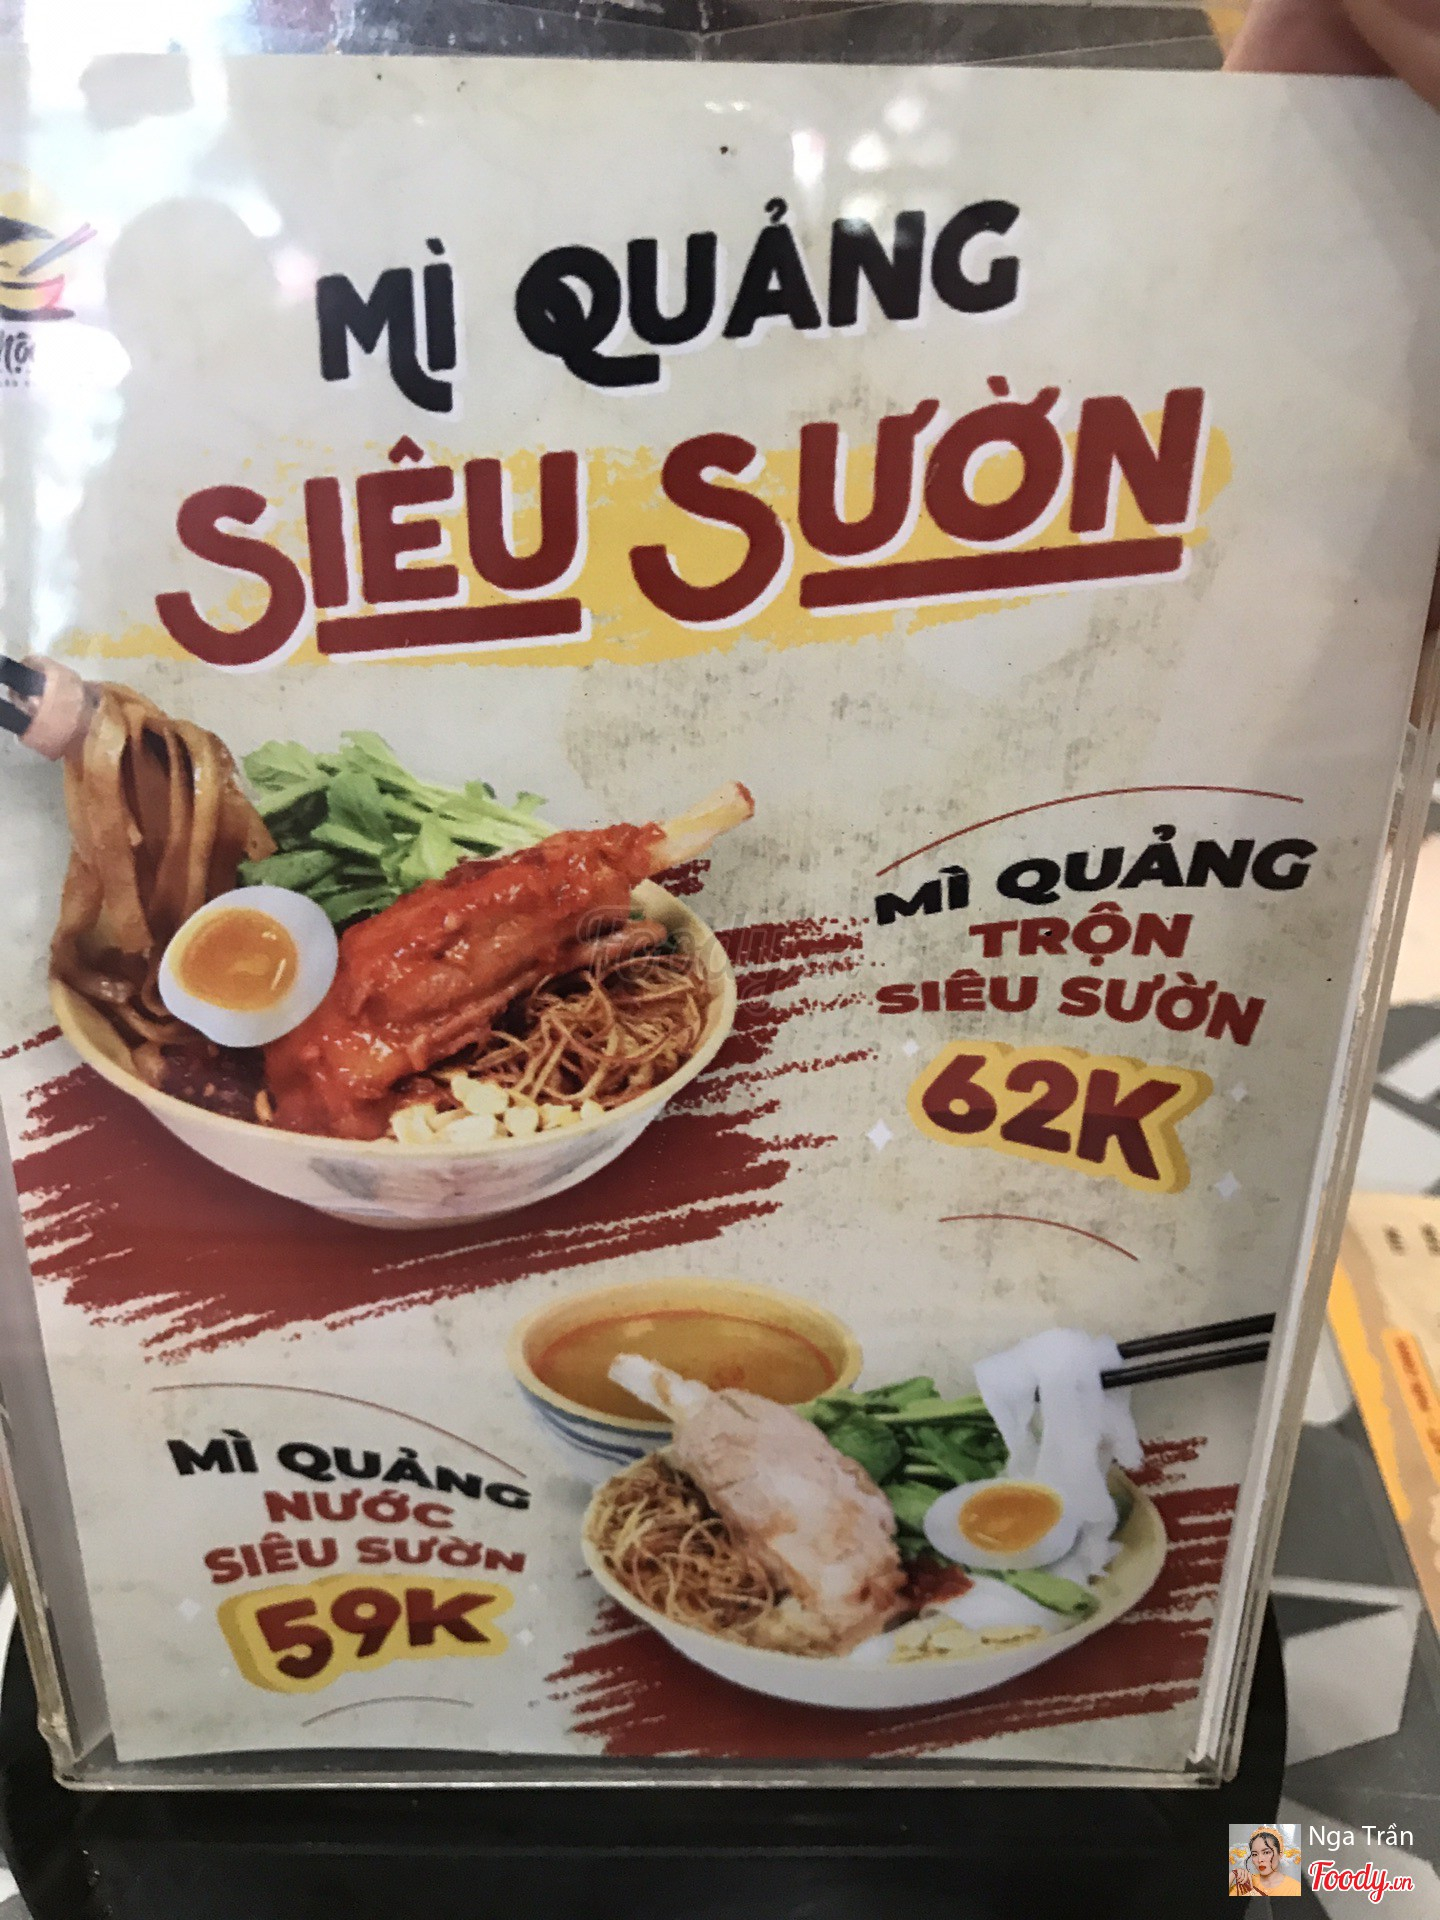 MÌ QUẢNG
SIÊU SƯỜN
MÌ QUẢNG
TRỘN
SIÊU SƯỜN
62K
MÌ QUẢNG
NƯỚC
SIÊU SƯỜN
59K
Nga Trần
Foody.vn